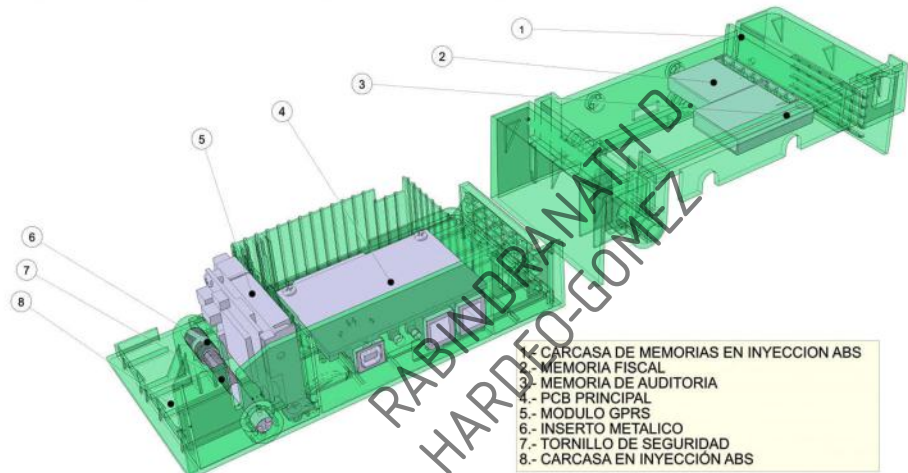 1
2
3
4
5
6
7
8
RABINDRANATH D
HARDEO-GOMEZ
1.- CARCASA DE MEMORIAS EN INYECCION ABS
2.- MEMORIA FISCAL
3.- MEMORIA DE AUDITORIA
4.- PCB PRINCIPAL
5.- MODULO GPRS
6.- INSERTO METALICO
7.- TORNILLO DE SEGURIDAD
8.- CARCASA EN INYECCIÓN ABS